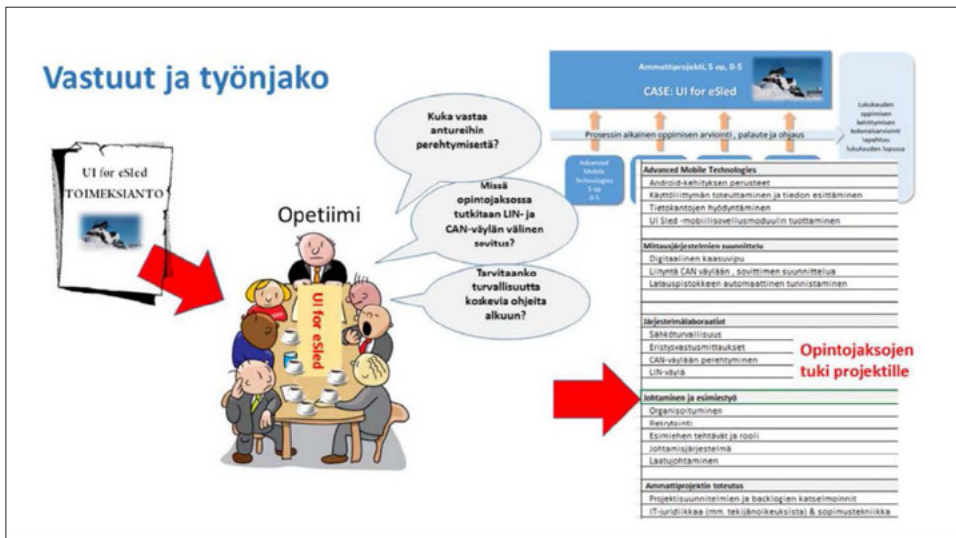 Vastuut ja työnjako
UI for eSled
TOIMEKSIANTO
Opetiimi
UI for eSled
Kuka vastaa
antureihin
perehtymisestä?
Missä
opintojaksossa
tutkitaan LIN- ja
CAN-väylän välinen
sovitus?
Tarvitaanko
turvallisuutta
koskevia ohjeita
alkuun?
Ammattiprojekti, 5 op, 0-5
CASE: UI for eSled
Prosessin aikainen oppimisen arviointi , palaute ja ohjaus
Lukukauden
oppimisen
kehittymisen
kokonaisarviointi
tapahtuu
lukukauden lopussa
Advanced
Mobile
Technologies
5 op
0-5
Advanced Mobile Technologies
Android-kehityksen perusteet
Käyttöliittymän toteuttaminen ja tiedon esittäminen
Tietokantojen hyödyntäminen
UI Sled -mobiilisovellusmoduulin tuottaminen
Mittausjärjestelmien suunnittelu
Digitaalinen kaasuvipu
Liityntä CAN väylään , sovittimen suunnittelua
Latauspistokkeen automaattinen tunnistaminen
Järjestelmälaboraatiot
Sähköturvallisuus
Eristysvastusmittaukset
CAN-väylään perehtyminen
LIN-väylä
Opintojaksojen
tuki projektille
Johtaminen ja esimiestyö
Organisoituminen
Rekrytointi
Esimiehen tehtävät ja rooli
Johtamisjärjestelmä
Laatujohtaminen
Ammattiprojektin toteutus
Projektisuunnitelmien ja backlogien katselmoinnit
IT-juridiikkaa (mm. tekijänoikeuksista) & sopimustekniikka